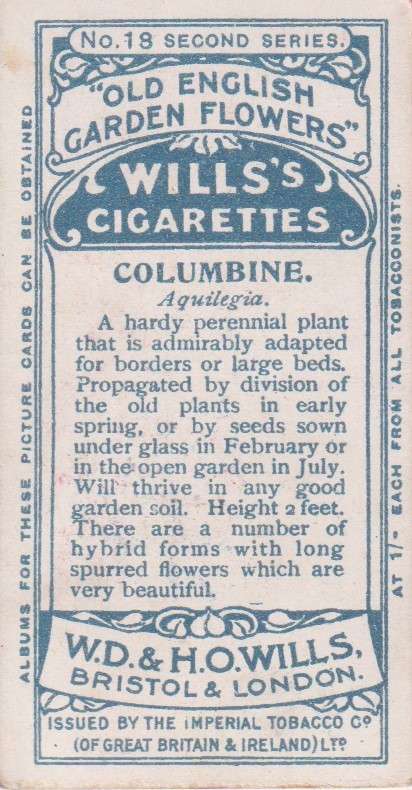 No. 18 SECOND SERIES.
"OLD ENGLISH
GARDEN FLOWERS"
WILLS'S
CIGARETTES
COLUMBINE.
Aquilegia.
A hardy perennial plant
that is admirably adapted
for borders or large beds.
Propagated by division of
the old plants in early
spring, or by seeds sown
under glass in February or
in the open garden in July.
Will thrive in any good
garden soil. Height 2 feet.
There are a number of
hybrid forms with long
spurred flowers which are
very beautiful.
W.D. & H.O. WILLS,
BRISTOL & LONDON.
ISSUED BY THE IMPERIAL TOBACCO Co
(OF GREAT BRITAIN & IRELAND) LTD
ALBUMS FOR THESE PICTURE CARDS CAN BE OBTAINED
AT 1/- EACH FROM ALL TOBACCONISTS.